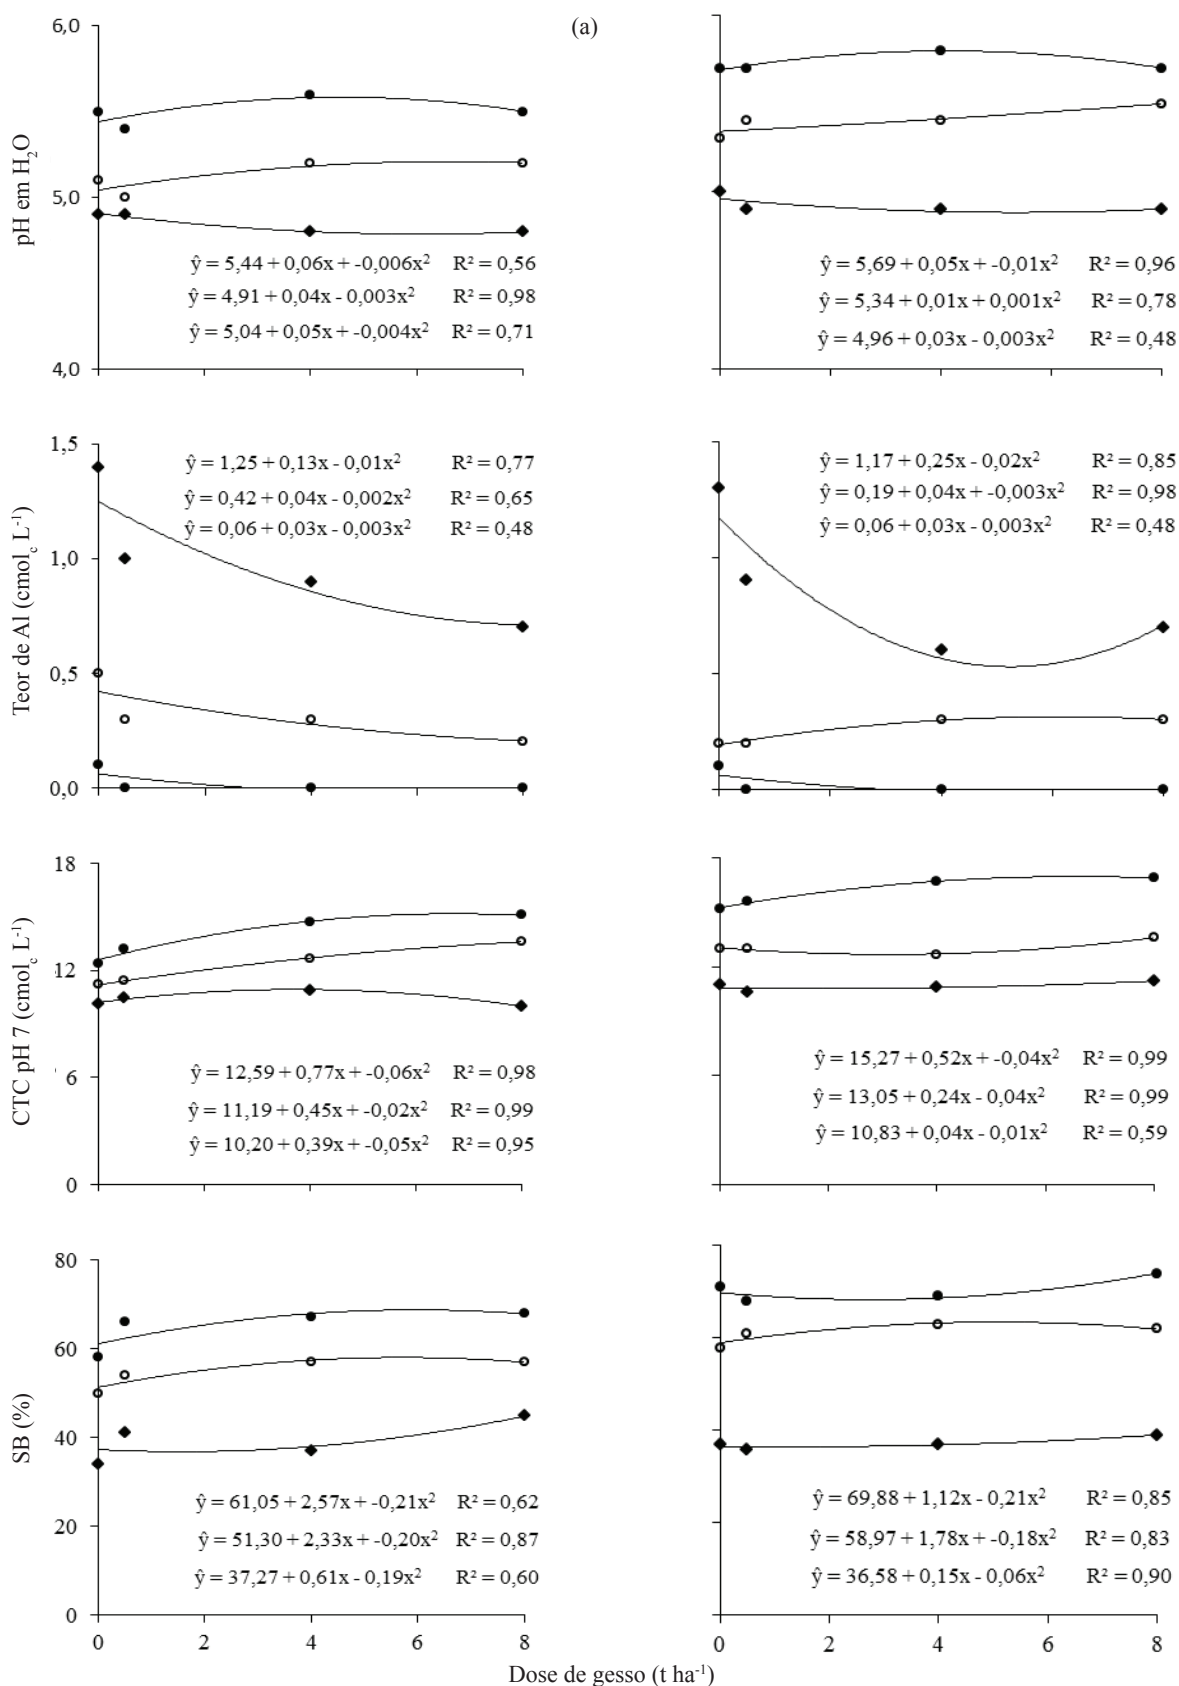 (a)
6,0
5,0
4,0
pH em H₂O
ŷ = 5,44 + 0,06x + -0,006x² R² = 0,56
ŷ = 4,91 + 0,04x - 0,003x² R² = 0,98
ŷ = 5,04 + 0,05x + -0,004x² R² = 0,71
ŷ = 5,69 + 0,05x + -0,01x² R² = 0,96
ŷ = 5,34 + 0,01x + 0,001x² R² = 0,78
ŷ = 4,96 + 0,03x - 0,003x² R² = 0,48
1,5
1,0
0,5
0,0
Teor de Al (cmol꜀ L⁻¹)
ŷ = 1,25 + 0,13x - 0,01x² R² = 0,77
ŷ = 0,42 + 0,04x - 0,002x² R² = 0,65
ŷ = 0,06 + 0,03x - 0,003x² R² = 0,48
ŷ = 1,17 + 0,25x - 0,02x² R² = 0,85
ŷ = 0,19 + 0,04x + -0,003x² R² = 0,98
ŷ = 0,06 + 0,03x - 0,003x² R² = 0,48
18
12
6
0
CTC pH 7 (cmol꜀ L⁻¹)
ŷ = 12,59 + 0,77x + -0,06x² R² = 0,98
ŷ = 11,19 + 0,45x + -0,02x² R² = 0,99
ŷ = 10,20 + 0,39x + -0,05x² R² = 0,95
ŷ = 15,27 + 0,52x + -0,04x² R² = 0,99
ŷ = 13,05 + 0,24x - 0,04x² R² = 0,99
ŷ = 10,83 + 0,04x - 0,01x² R² = 0,59
80
60
40
20
0
SB (%)
ŷ = 61,05 + 2,57x + -0,21x² R² = 0,62
ŷ = 51,30 + 2,33x + -0,20x² R² = 0,87
ŷ = 37,27 + 0,61x - 0,19x² R² = 0,60
ŷ = 69,88 + 1,12x - 0,21x² R² = 0,85
ŷ = 58,97 + 1,78x + -0,18x² R² = 0,83
ŷ = 36,58 + 0,15x - 0,06x² R² = 0,90
0 2 4 6 8
0 2 4 6 8
Dose de gesso (t ha⁻¹)